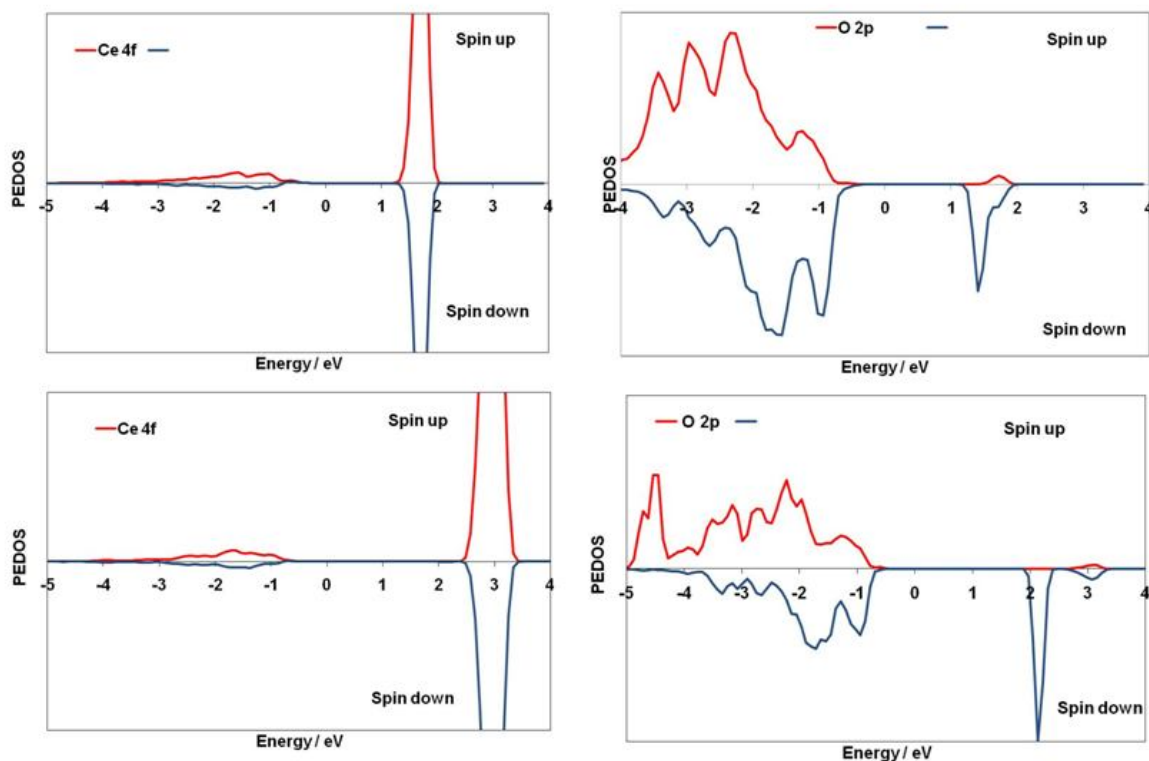 Ce 4f
Spin up
PEDOS
-5 -4 -3 -2 -1 0 1 2 3 4
Spin down
Energy / eV
O 2p
Spin up
PEDOS
-4 -3 -2 -1 0 1 2 3 4
Spin down
Energy / eV
Ce 4f
Spin up
PEDOS
-5 -4 -3 -2 -1 0 1 2 3 4
Spin down
Energy / eV
O 2p
Spin up
PEDOS
-5 -4 -3 -2 -1 0 1 2 3 4
Spin down
Energy / eV